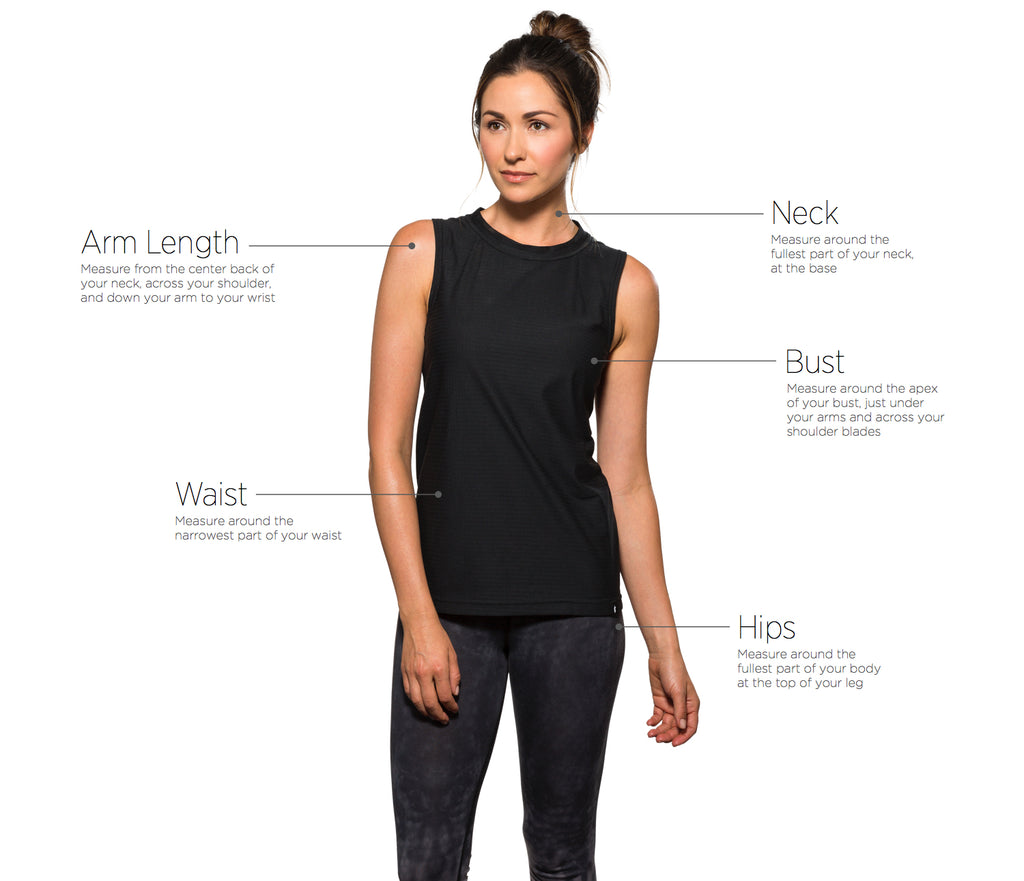 Neck
Measure around the
fullest part of your neck,
at the base
Arm Length
Measure from the center back of
your neck, across your shoulder,
and down your arm to your wrist
Bust
Measure around the apex
of your bust, just under
your arms and across your
shoulder blades
Waist
Measure around the
narrowest part of your waist
Hips
Measure around the
fullest part of your body
at the top of your leg